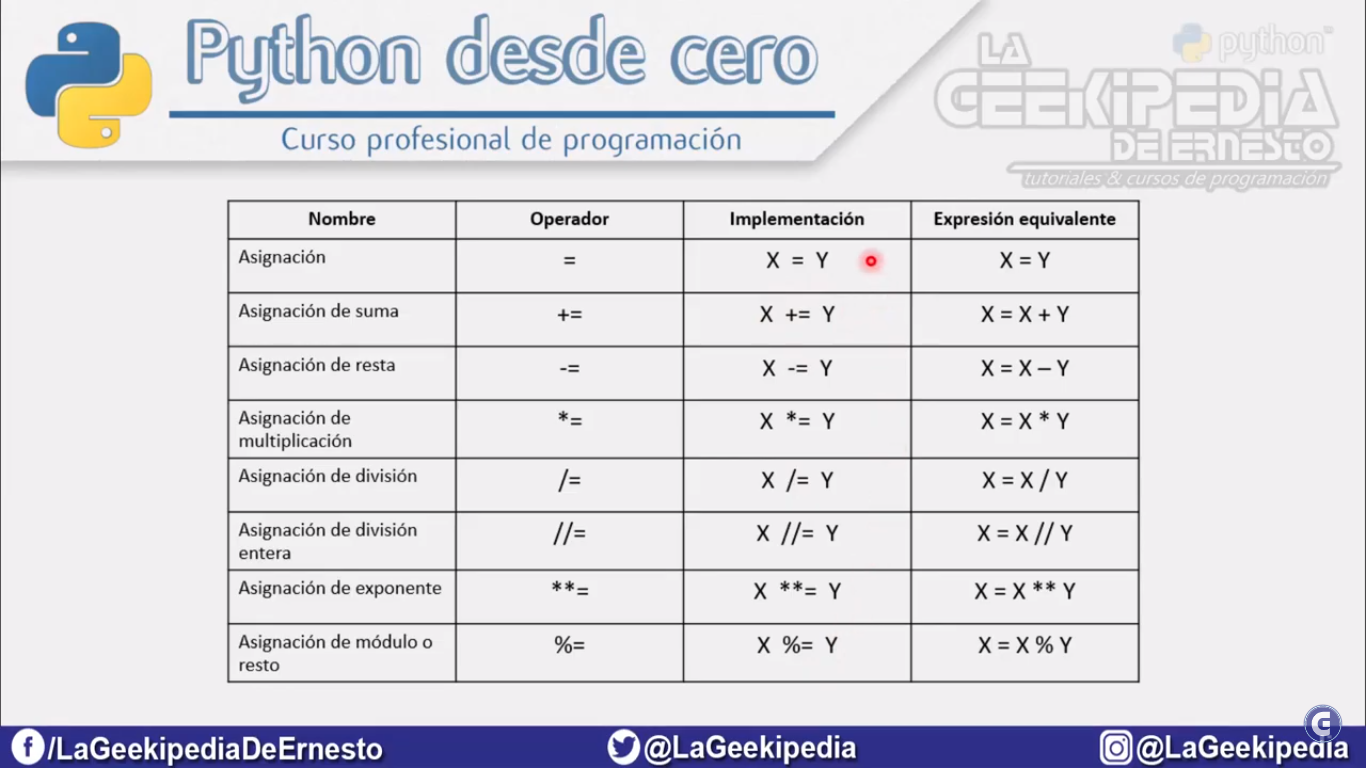 Python desde cero
Curso profesional de programación
python™
LA
GEEKIPEDIA
DE ERNESTO
tutoriales & cursos de programación
Nombre Operador Implementación Expresión equivalente
Asignación = X = Y X = Y
Asignación de suma += X += Y X = X + Y
Asignación de resta -= X -= Y X = X – Y
Asignación de
multiplicación *= X *= Y X = X * Y
Asignación de división /= X /= Y X = X / Y
Asignación de división
entera //= X //= Y X = X // Y
Asignación de exponente **= X **= Y X = X ** Y
Asignación de módulo o
resto %= X %= Y X = X % Y
/LaGeekipediaDeErnesto @LaGeekipedia @LaGeekipedia